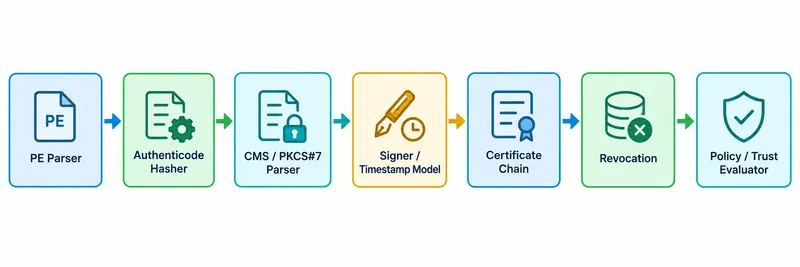 PE
PE Parser
Authenticode
Hasher
CMS / PKCS#7
Parser
Signer /
Timestamp Model
Certificate
Chain
Revocation
Policy / Trust
Evaluator